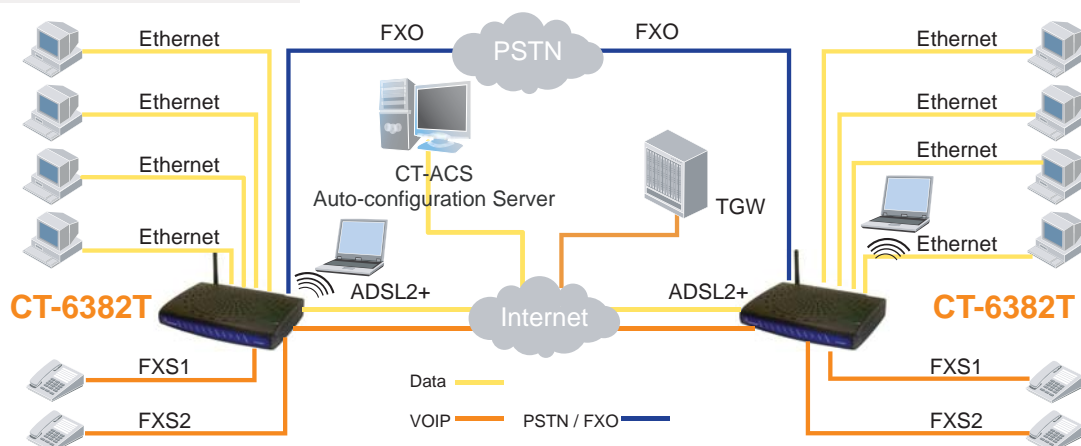 Ethernet
FXO
PSTN
FXO
Ethernet
Ethernet
Ethernet
Ethernet
Ethernet
CT-ACS
Auto-configuration Server
TGW
Ethernet
Ethernet
CT-6382T
ADSL2+
Internet
ADSL2+
CT-6382T
FXS1
FXS1
Data
FXS2
VOIP
PSTN / FXO
FXS2